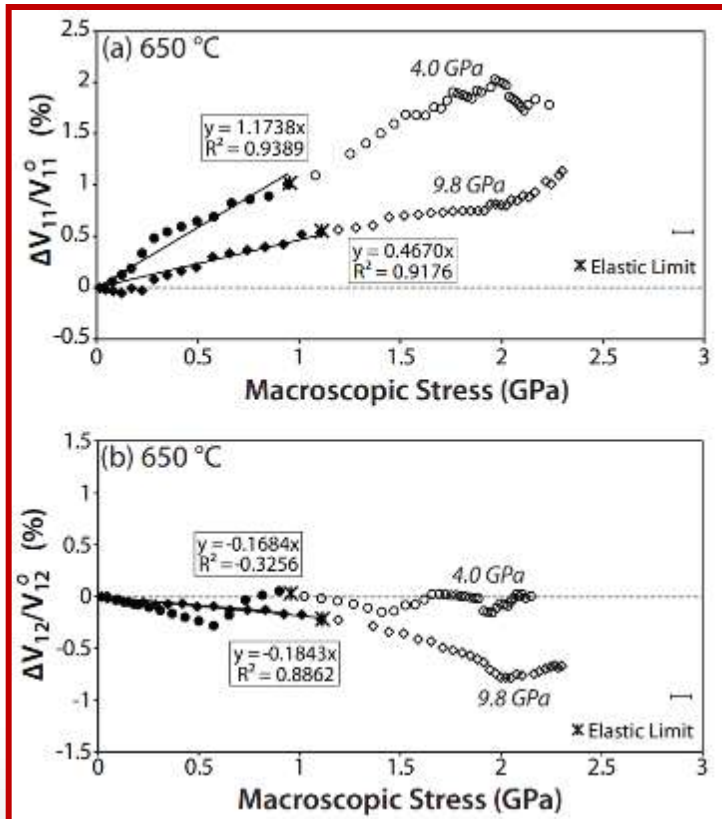 (a) 650 °C
2.5
2
1.5
1
0.5
0
-0.5
ΔV₁₁/V₁₁° (%)
4.0 GPa
y = 1.1738x
R² = 0.9389
9.8 GPa
y = 0.4670x
R² = 0.9176
Elastic Limit
0 0.5 1 1.5 2 2.5 3
Macroscopic Stress (GPa)
(b) 650 °C
1.5
1
0.5
0
-0.5
-1
-1.5
ΔV₁₂/V₁₂° (%)
y = -0.1684x
R² = -0.3256
4.0 GPa
y = -0.1843x
R² = 0.8862
9.8 GPa
Elastic Limit
0 0.5 1 1.5 2 2.5 3
Macroscopic Stress (GPa)